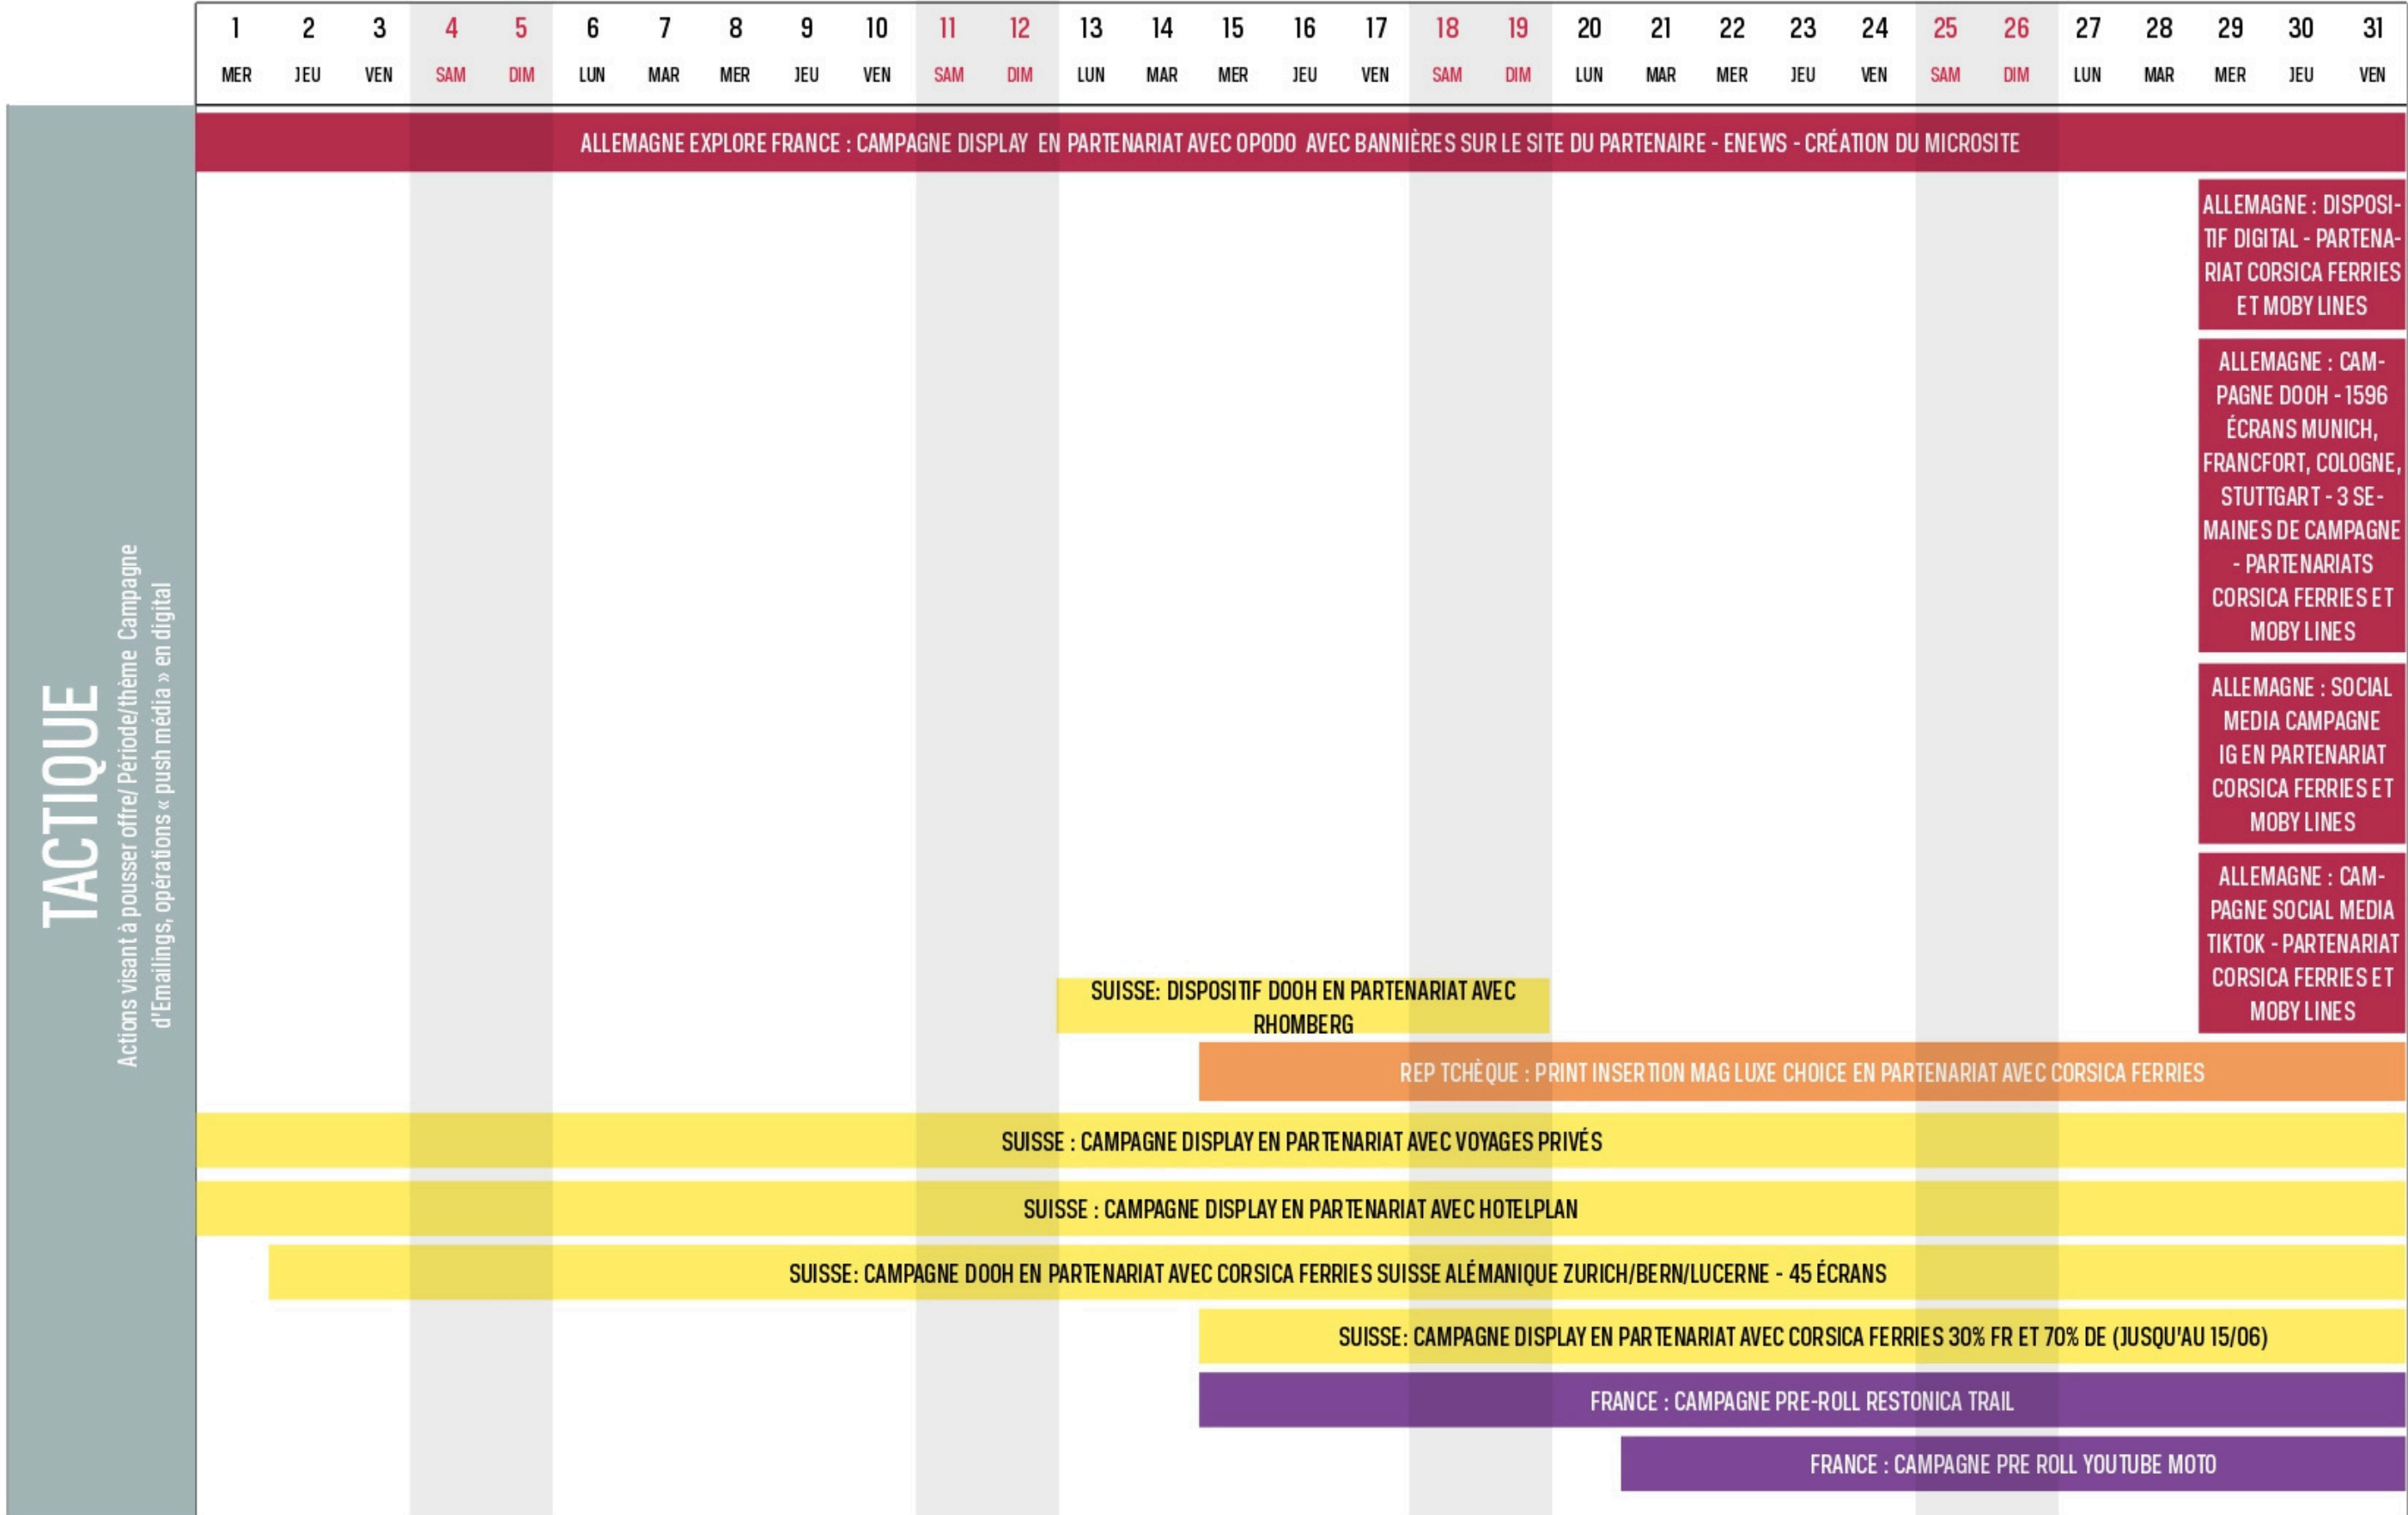 1 2 3 4 5 6 7 8 9 10 11 12 13 14 15 16 17 18 19 20 21 22 23 24 25 26 27 28 29 30 31
MER JEU VEN SAM DIM LUN MAR MER JEU VEN SAM DIM LUN MAR MER JEU VEN SAM DIM LUN MAR MER JEU VEN SAM DIM LUN MAR MER JEU VEN
TACTIQUE
Actions visant à pousser offre/ Période/thème Campagne
d'Emailings, opérations « push média » en digital
ALLEMAGNE EXPLORE FRANCE : CAMPAGNE DISPLAY EN PARTENARIAT AVEC OPODO AVEC BANNIÈRES SUR LE SITE DU PARTENAIRE - ENEWS - CRÉATION DU MICROSITE
ALLEMAGNE : DISPOSI-
TIF DIGITAL - PARTENA-
RIAT CORSICA FERRIES
ET MOBY LINES
ALLEMAGNE : CAM-
PAGNE DOOH - 1596
ÉCRANS MUNICH,
FRANCFORT, COLOGNE,
STUTTGART - 3 SE-
MAINES DE CAMPAGNE
- PARTENARIATS
CORSICA FERRIES ET
MOBY LINES
ALLEMAGNE : SOCIAL
MEDIA CAMPAGNE
IG EN PARTENARIAT
CORSICA FERRIES ET
MOBY LINES
ALLEMAGNE : CAM-
PAGNE SOCIAL MEDIA
TIKTOK - PARTENARIAT
CORSICA FERRIES ET
MOBY LINES
SUISSE: DISPOSITIF DOOH EN PARTENARIAT AVEC
RHOMBERG
REP TCHÈQUE : PRINT INSERTION MAG LUXE CHOICE EN PARTENARIAT AVEC CORSICA FERRIES
SUISSE : CAMPAGNE DISPLAY EN PARTENARIAT AVEC VOYAGES PRIVÉS
SUISSE : CAMPAGNE DISPLAY EN PARTENARIAT AVEC HOTELPLAN
SUISSE: CAMPAGNE DOOH EN PARTENARIAT AVEC CORSICA FERRIES SUISSE ALÉMANIQUE ZURICH/BERN/LUCERNE - 45 ÉCRANS
SUISSE: CAMPAGNE DISPLAY EN PARTENARIAT AVEC CORSICA FERRIES 30% FR ET 70% DE (JUSQU'AU 15/06)
FRANCE : CAMPAGNE PRE-ROLL RESTONICA TRAIL
FRANCE : CAMPAGNE PRE ROLL YOUTUBE MOTO